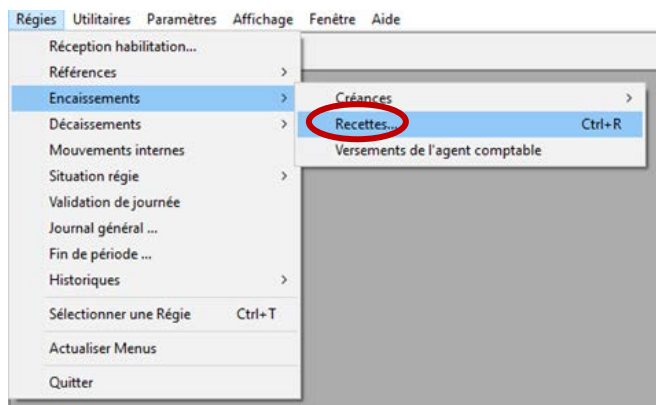 Régies Utilitaires Paramètres Affichage Fenêtre Aide
Réception habilitation...
Références >
Encaissements >
Créances >
Recettes... Ctrl+R
Versements de l'agent comptable
Décaissements >
Mouvements internes
Situation régie >
Validation de journée
Journal général ...
Fin de période ...
Historiques >
Sélectionner une Régie Ctrl+T
Actualiser Menus
Quitter